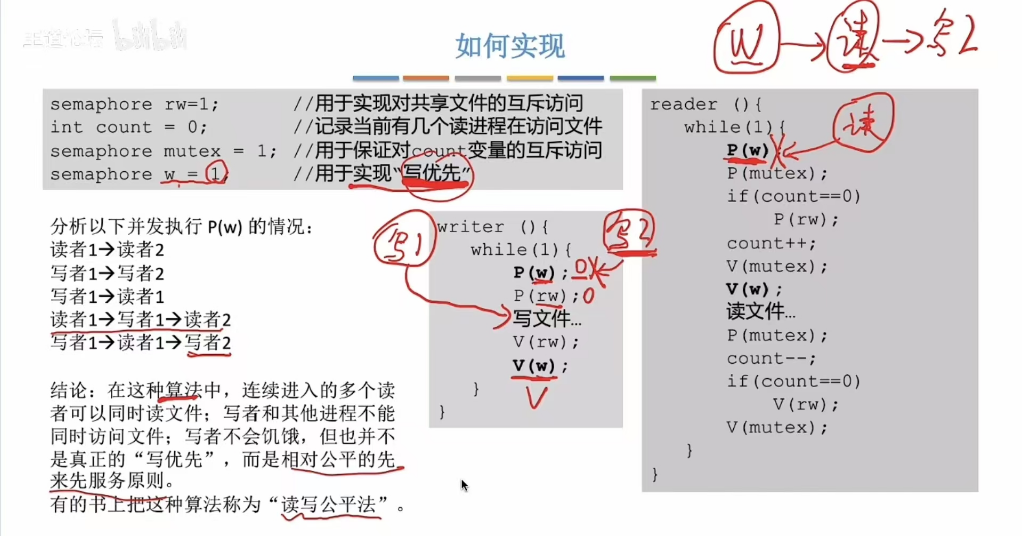 王道论坛 bilibili
如何实现
W → 读 → 写2
semaphore rw=1; //用于实现对共享文件的互斥访问
int count = 0; //记录当前有几个读进程在访问文件
semaphore mutex = 1; //用于保证对count变量的互斥访问
semaphore w = 1; //用于实现“写优先”
分析以下并发执行 P(w) 的情况：
读者1→读者2
写者1→写者2
写者1→读者1
读者1→写者1→读者2
写者1→读者1→写者2
结论：在这种算法中，连续进入的多个读
者可以同时读文件；写者和其他进程不能
同时访问文件；写者不会饥饿，但也并不
是真正的“写优先”，而是相对公平的先
来先服务原则。
有的书上把这种算法称为“读写公平法”。
写1
写2
writer (){
while(1){
P(w); 0
P(rw); 0
写文件…
V(rw);
V(w);
}
}
V
reader (){
while(1){
读
P(w);
P(mutex);
if(count==0)
P(rw);
count++;
V(mutex);
V(w);
读文件…
P(mutex);
count--;
if(count==0)
V(rw);
V(mutex);
}
}